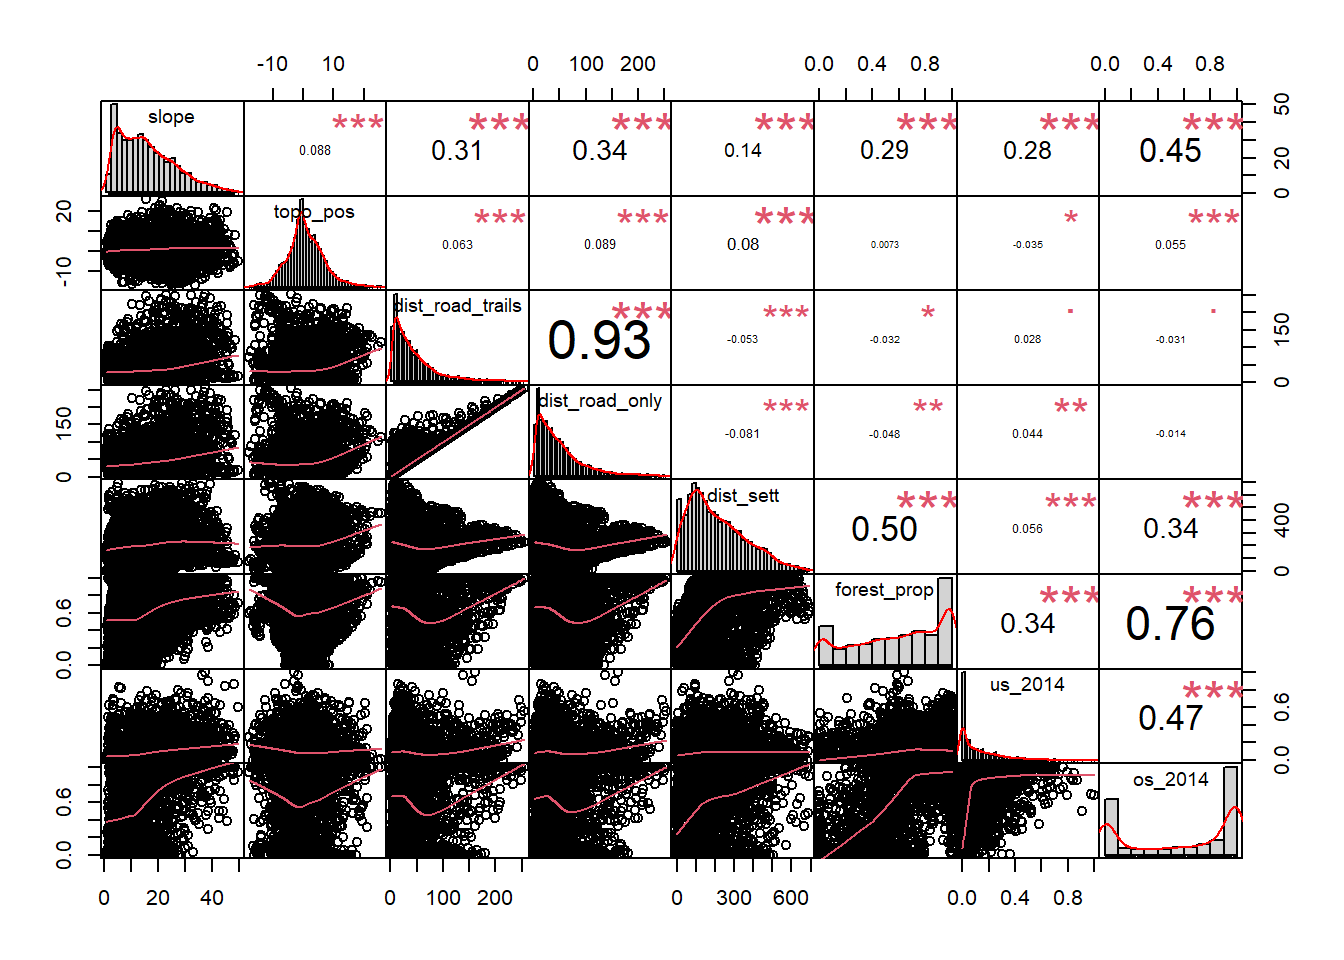 -10 10 0 100 200 0.0 0.4 0.8 0.0 0.4 0.8
slope *** *** *** *** *** *** *** 50
0.088 0.31 0.34 0.14 0.29 0.28 0.45 20
0
20 topo_pos *** *** *** * ***
0.063 0.089 0.08 0.0073 -0.035 0.055
-10
dist_road_trails *** *** * . .
0.93 -0.053 -0.032 0.028 -0.031 150
0
150 dist_road_only *** ** **
-0.081 -0.048 0.044 -0.014
0
dist_sett *** *** ***
0.50 0.056 0.34 400
0
0.6 forest_prop *** ***
0.34 0.76
0.0
us_2014 ***
0.47 0.6
0.0
0.6 os_2014
0.0
0 20 40 0 100 200 0 300 600 0.0 0.4 0.8